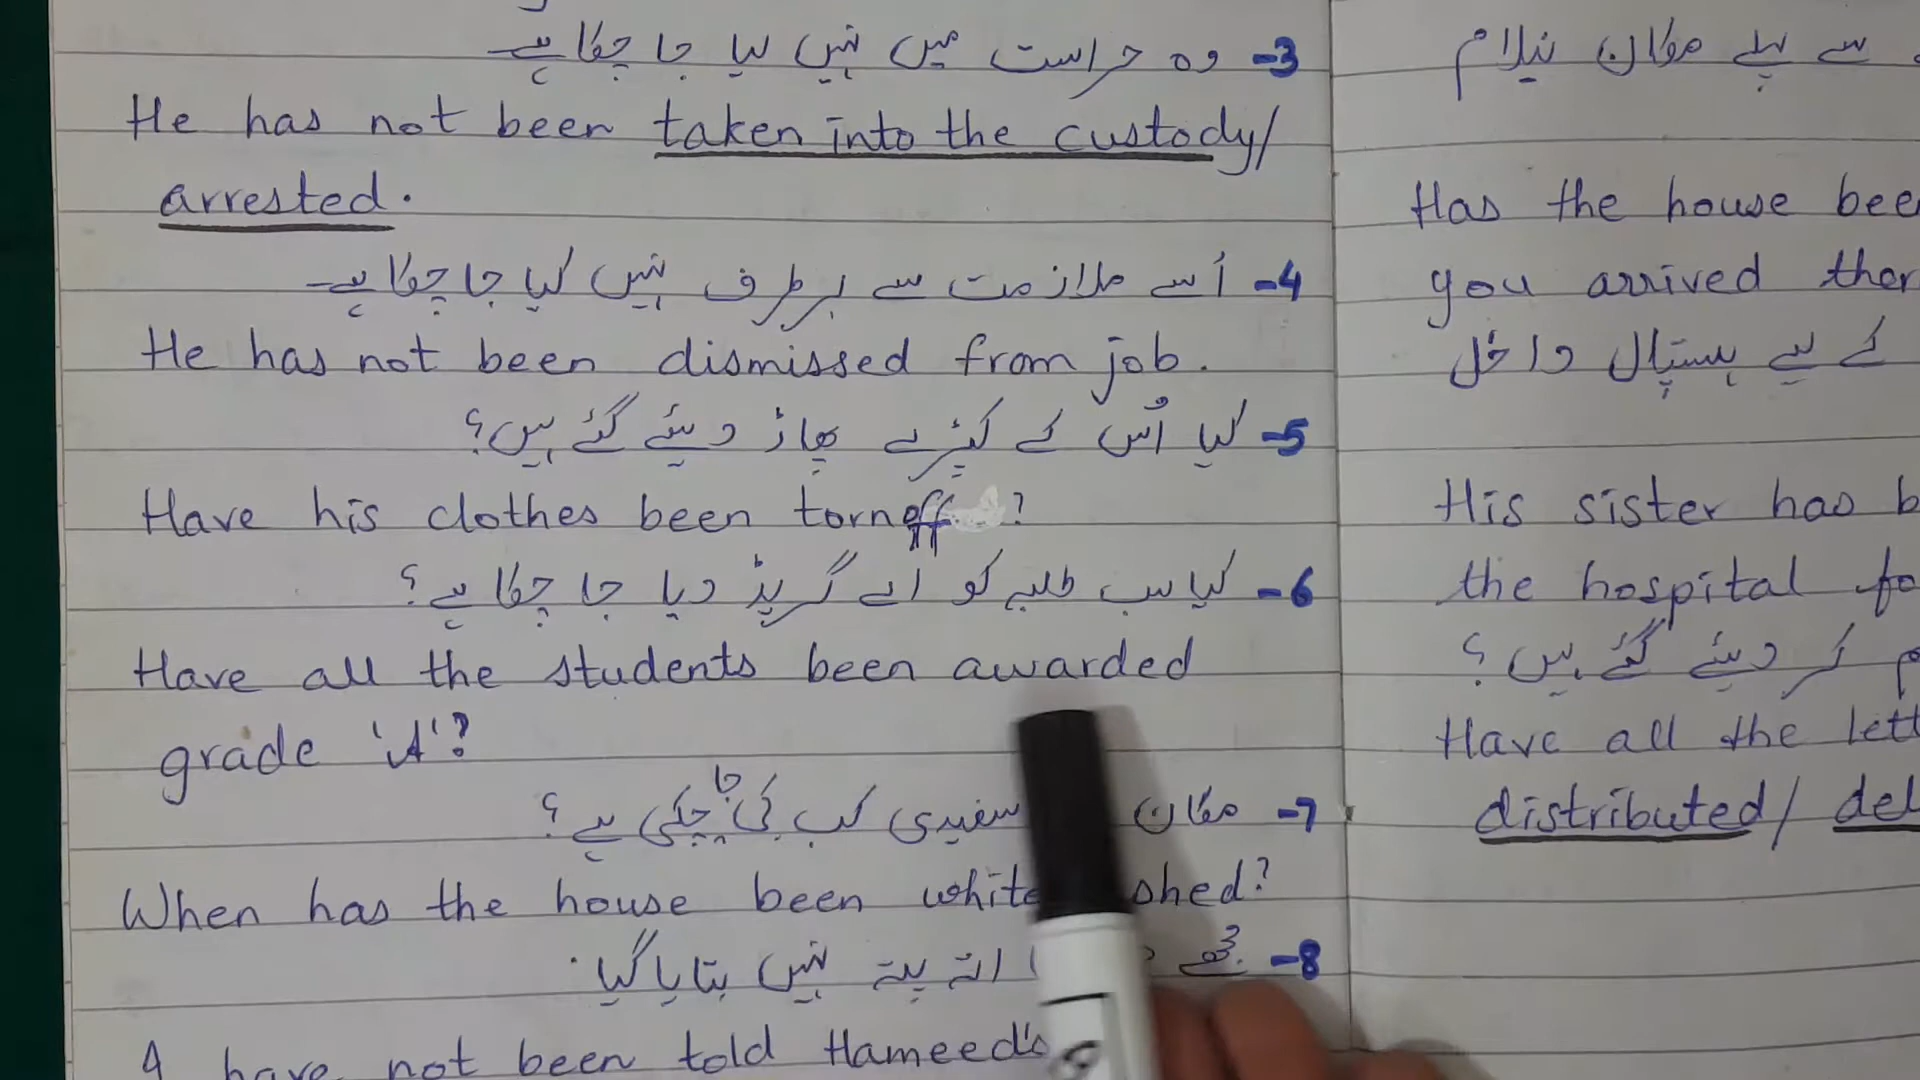 3- وہ حراست میں نہیں لیا جا چکا ہے۔
He has not been taken into the custody/
arrested.
4- اُسے ملازمت سے برطرف نہیں کیا جا چکا ہے۔
He has not been dismissed from job.
5- کیا اُس کے کپڑے پھاڑ دیئے گئے ہیں؟
Have his clothes been torn off ?
6- کیا سب طلبہ کو اے گریڈ دیا جا چکا ہے؟
Have all the students been awarded
grade 'A'?
7- مکان سفیدی کب کی جا چکی ہے؟
When has the house been white shed?
8- مجھے اتہ پتہ نہیں بتایا گیا۔
I have not been told Hameed's
سے پہلے مکان نیلام
Has the house bee
you arrived ther
کے لیے ہسپتال داخل
His sister has b
the hospital fo
کر دیئے گئے ہیں؟
Have all the lett
distributed/ del